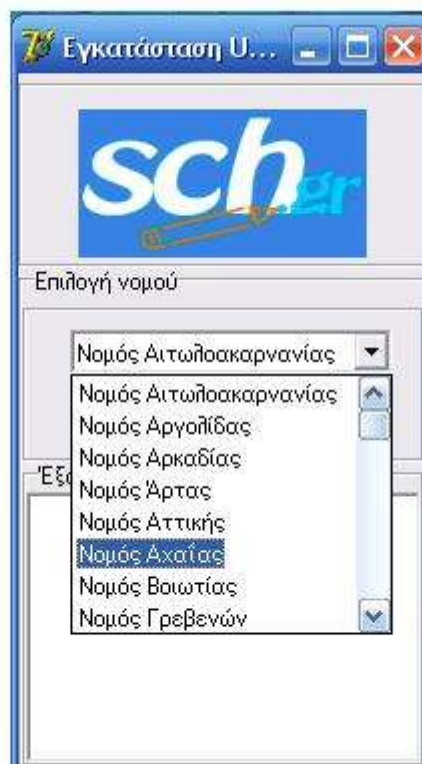 Εγκατάσταση U...
sch.gr
Επιλογή νομού
Νομός Αιτωλοακαρνανίας
Νομός Αιτωλοακαρνανίας
Νομός Αργολίδας
Νομός Αρκαδίας
Νομός Άρτας
Νομός Αττικής
Νομός Αχαΐας
Νομός Βοιωτίας
Νομός Γρεβενών